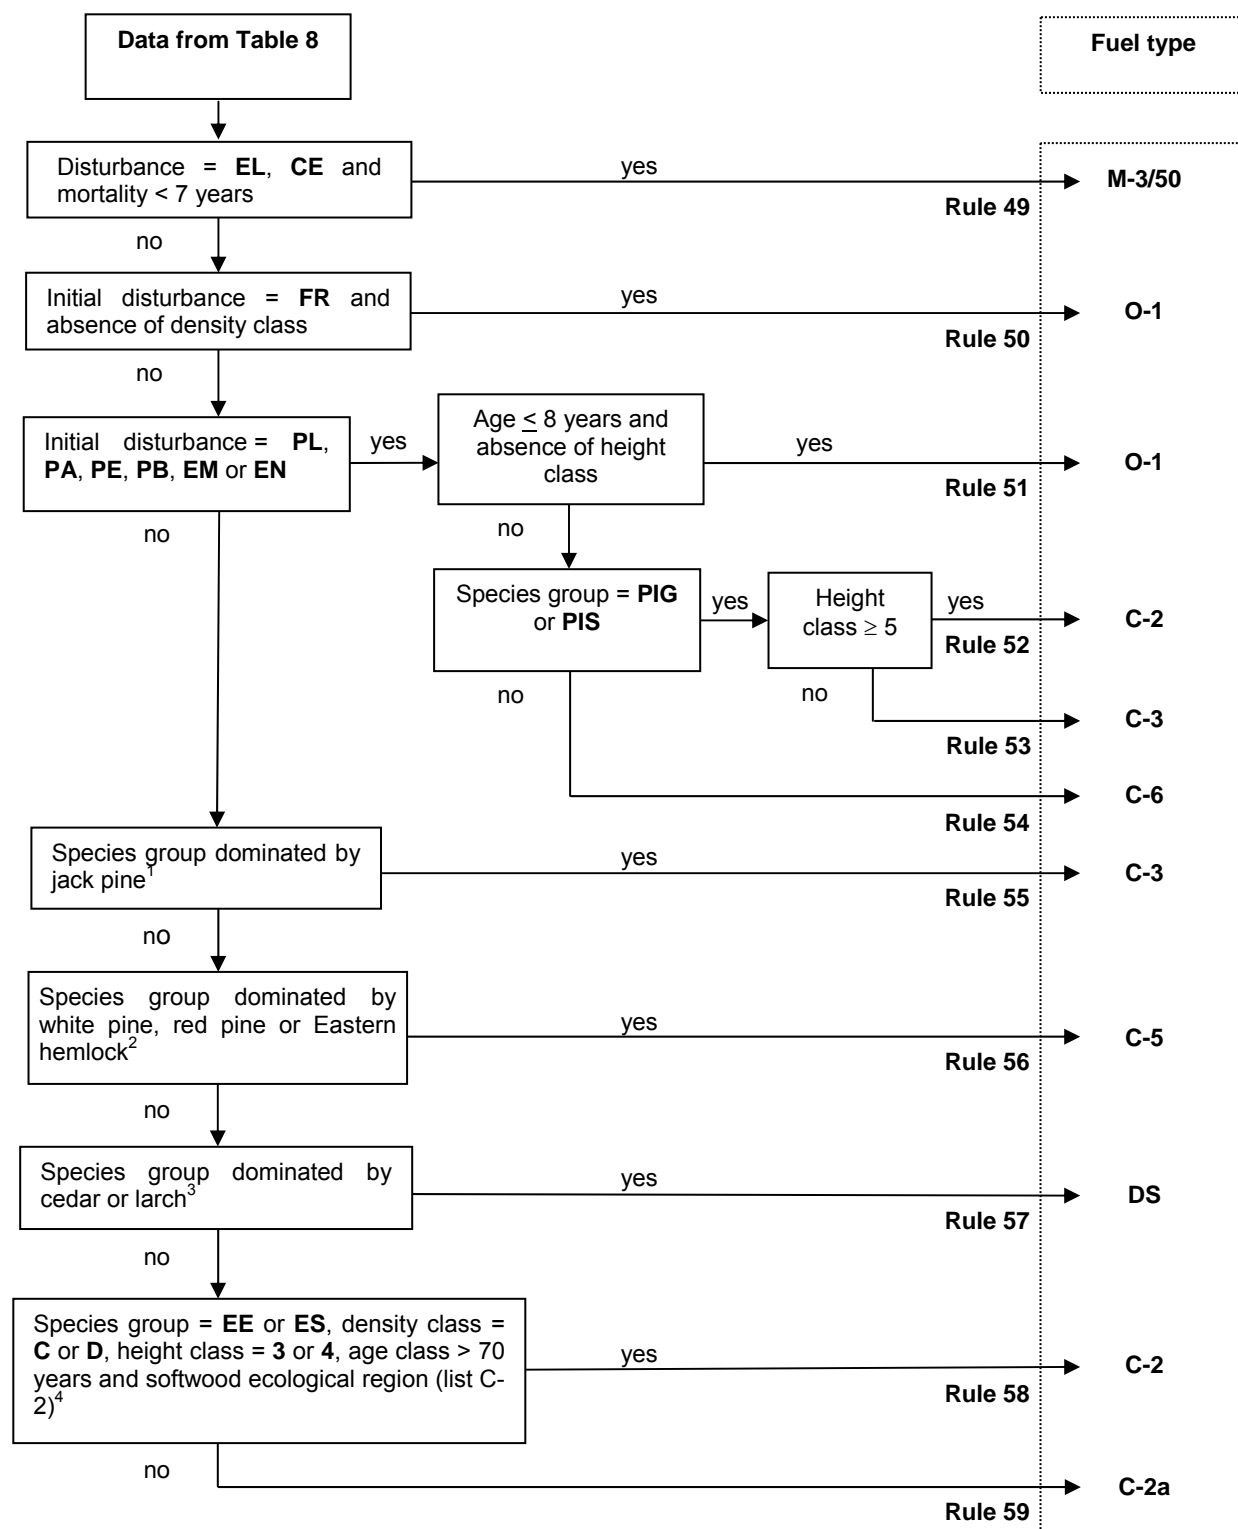 Data from Table 8
Fuel type
Disturbance = EL, CE and
mortality < 7 years
yes
Rule 49
M-3/50
no
Initial disturbance = FR and
absence of density class
yes
Rule 50
O-1
no
Initial disturbance = PL,
PA, PE, PB, EM or EN
yes
Age ≤ 8 years and
absence of height
class
yes
Rule 51
O-1
no
no
Species group = PIG
or PIS
yes
Height
class ≥ 5
yes
Rule 52
C-2
no
no
C-3
Rule 53
C-6
Rule 54
Species group dominated by
jack pine1
yes
Rule 55
C-3
no
Species group dominated by
white pine, red pine or Eastern
hemlock2
yes
Rule 56
C-5
no
Species group dominated by
cedar or larch3
yes
Rule 57
DS
no
Species group = EE or ES, density class =
C or D, height class = 3 or 4, age class > 70
years and softwood ecological region (list C-
2)4
yes
Rule 58
C-2
no
C-2a
Rule 59